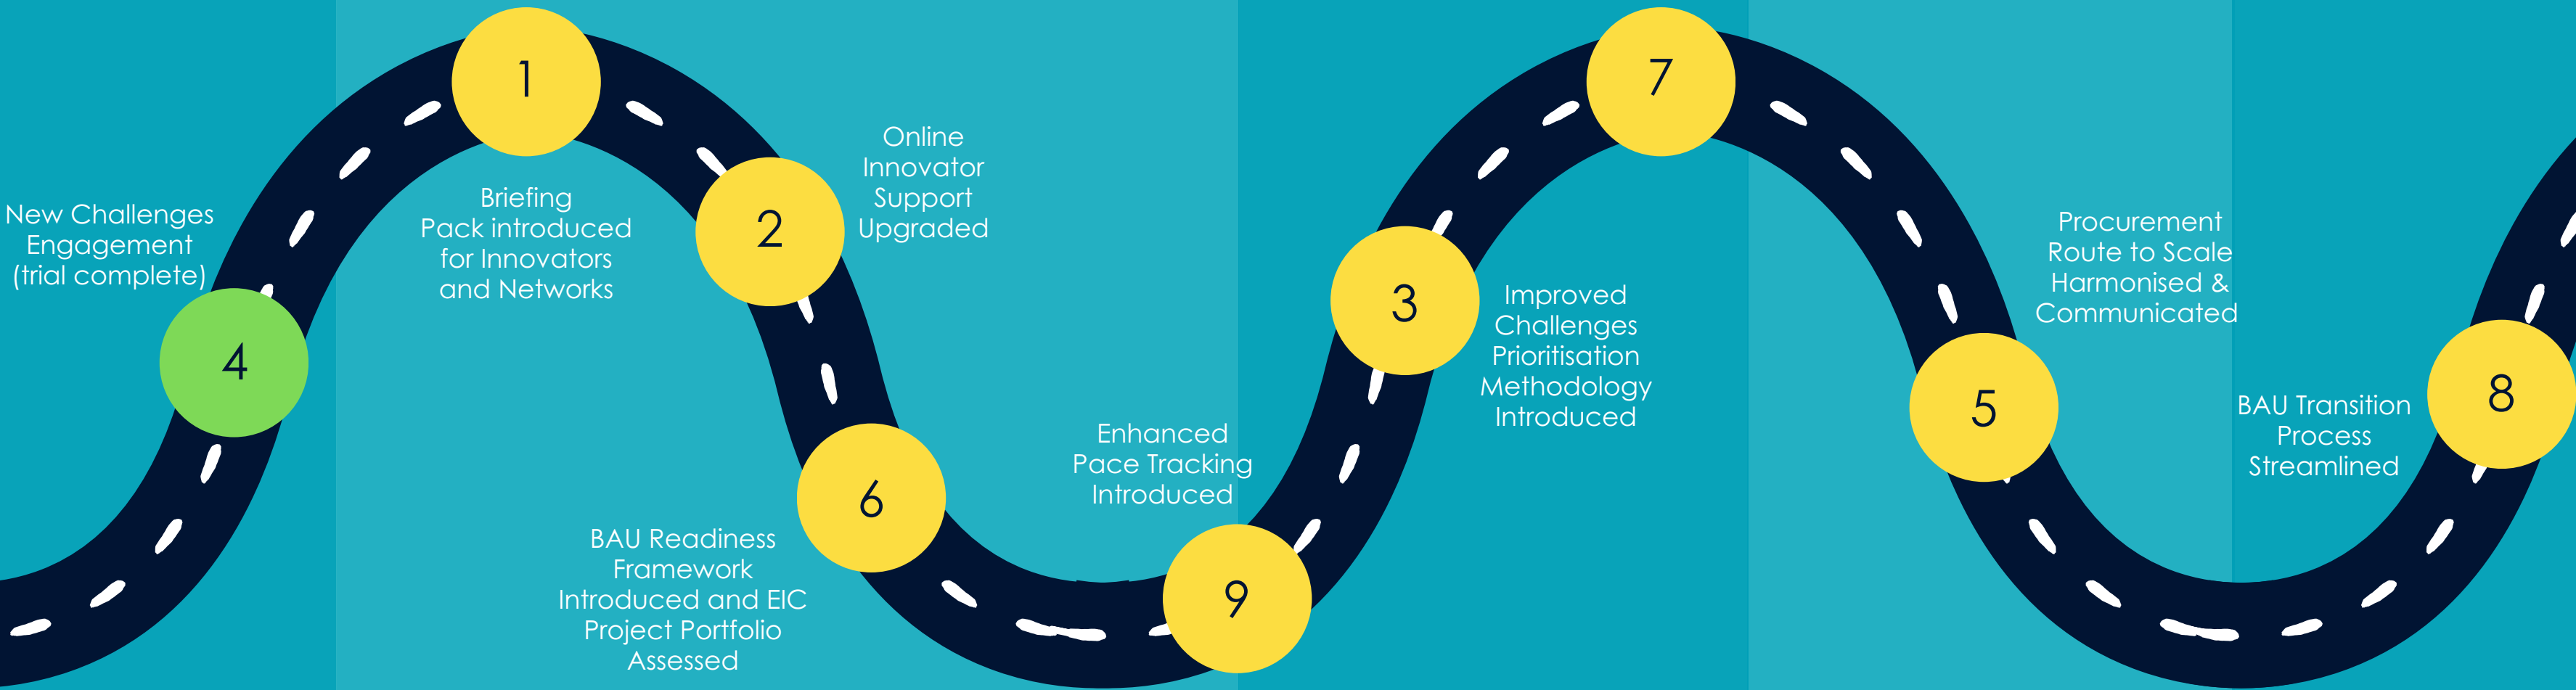 New Challenges
Engagement
(trial complete)
4
1
Briefing
Pack introduced
for Innovators
and Networks
2
Online
Innovator
Support
Upgraded
6
BAU Readiness
Framework
Introduced and EIC
Project Portfolio
Assessed
Enhanced
Pace Tracking
Introduced
9
3
Improved
Challenges
Prioritisation
Methodology
Introduced
7
5
Procurement
Route to Scale
Harmonised &
Communicated
BAU Transition
Process
Streamlined
8